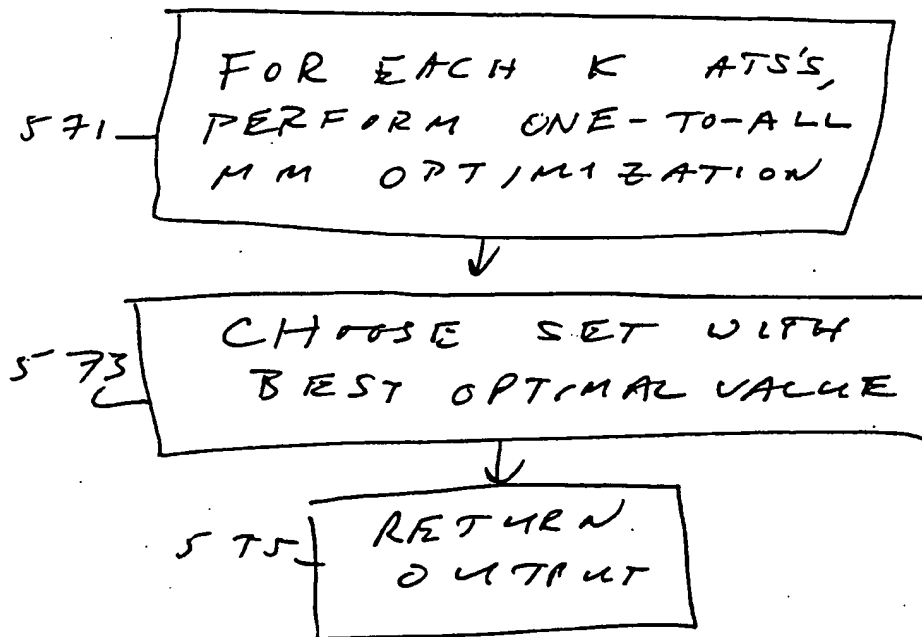 FOR EACH K ATS'S,
571 PERFORM ONE-TO-ALL
MM OPTIMIZATION
CHOOSE SET WITH
573 BEST OPTIMAL VALUE
575 RETURN
OUTPUT